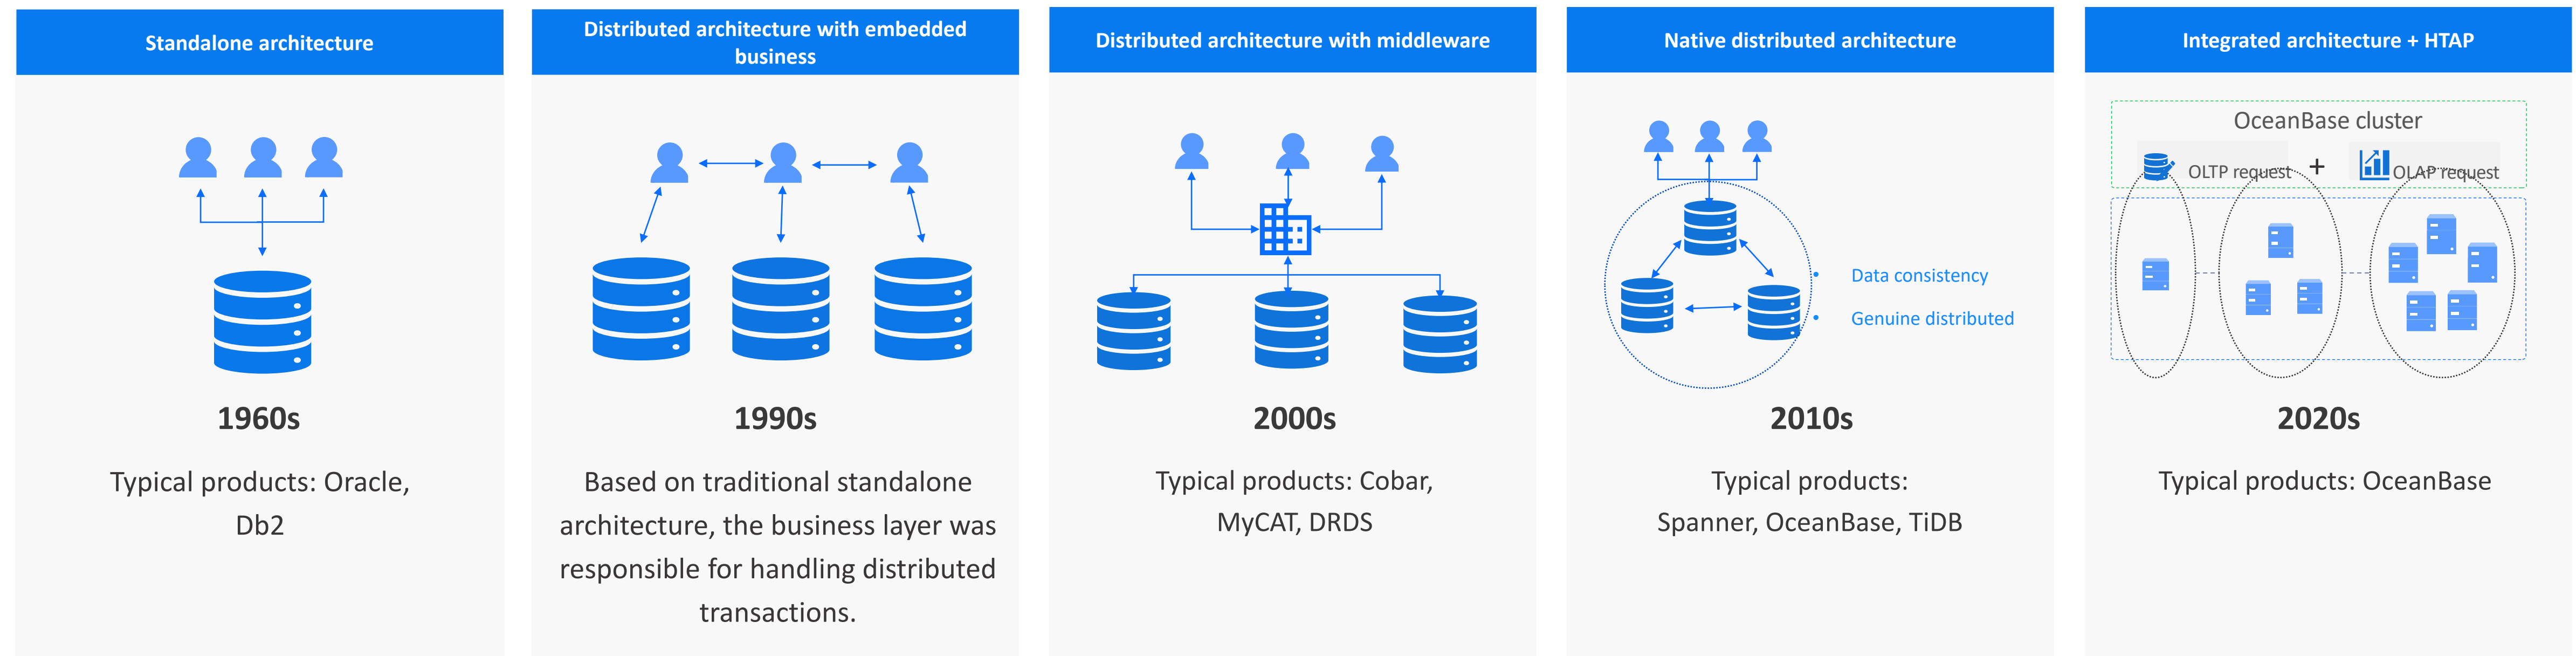 Standalone architecture
Distributed architecture with embedded
business
Distributed architecture with middleware
Native distributed architecture
Integrated architecture + HTAP
1960s
Typical products: Oracle,
Db2
1990s
Based on traditional standalone
architecture, the business layer was
responsible for handling distributed
transactions.
2000s
Typical products: Cobar,
MyCAT, DRDS
• Data consistency
• Genuine distributed
2010s
Typical products:
Spanner, OceanBase, TiDB
OceanBase cluster
OLTP request + OLAP request
2020s
Typical products: OceanBase